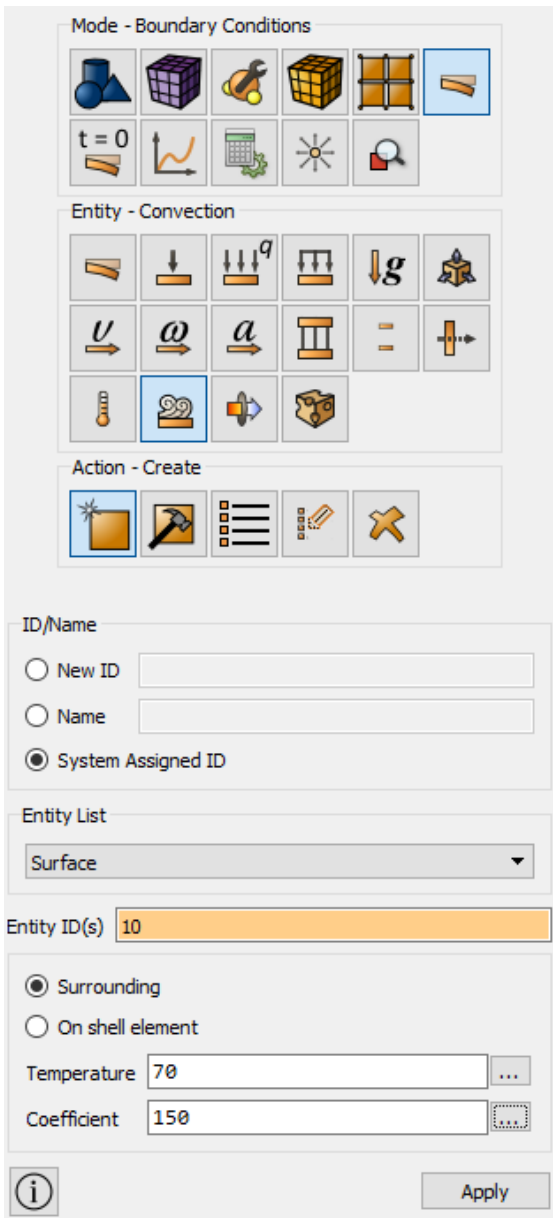 Mode - Boundary Conditions
t = 0
Entity - Convection
q
g
υ ω a
Action - Create
ID/Name
New ID
Name
System Assigned ID
Entity List
Surface
Entity ID(s) 10
Surrounding
On shell element
Temperature 70 ...
Coefficient 150 ...
i Apply